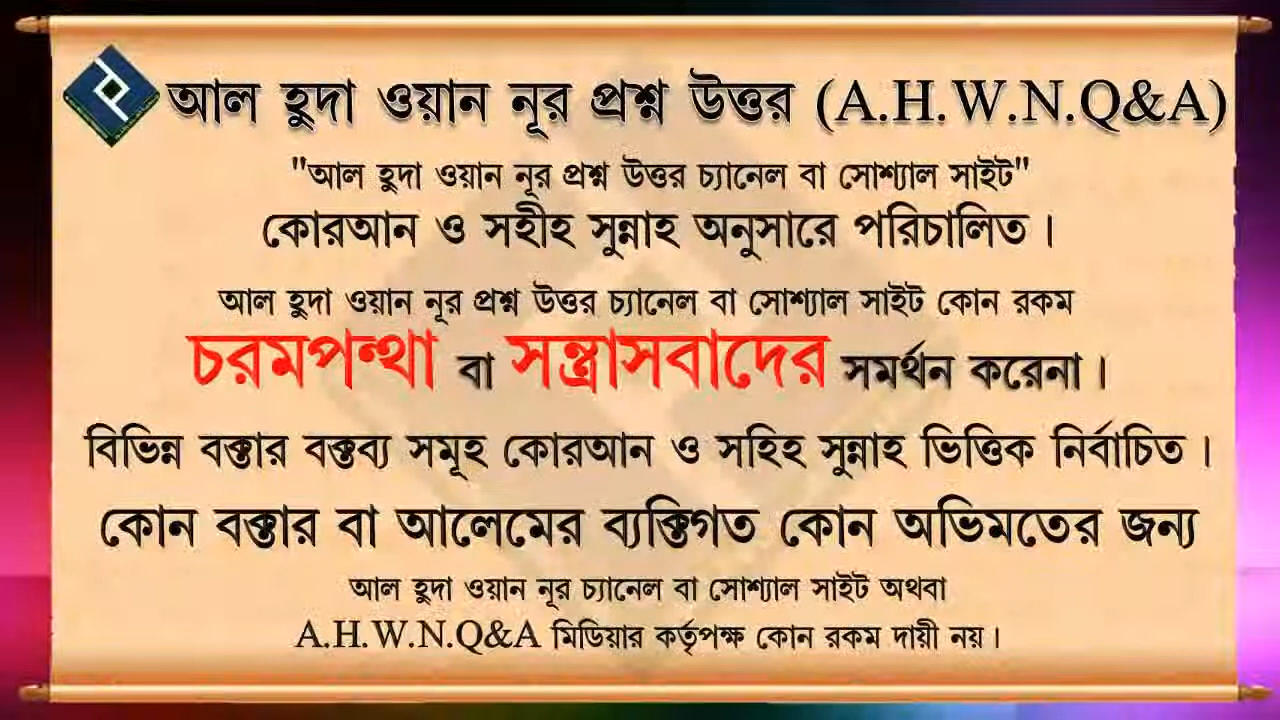 আল হুদা ওয়ান নূর প্রশ্ন উত্তর (A.H.W.N.Q&A)
"আল হুদা ওয়ান নূর প্রশ্ন উত্তর চ্যানেল বা সোশ্যাল সাইট"
কোরআন ও সহীহ সুন্নাহ অনুসারে পরিচালিত।
আল হুদা ওয়ান নূর প্রশ্ন উত্তর চ্যানেল বা সোশ্যাল সাইট কোন রকম
চরমপন্থা বা সন্ত্রাসবাদের সমর্থন করেনা।
বিভিন্ন বক্তার বক্তব্য সমূহ কোরআন ও সহিহ সুন্নাহ ভিত্তিক নির্বাচিত।
কোন বক্তার বা আলেমের ব্যক্তিগত কোন অভিমতের জন্য
আল হুদা ওয়ান নূর চ্যানেল বা সোশ্যাল সাইট অথবা
A.H.W.N.Q&A মিডিয়ার কর্তৃপক্ষ কোন রকম দায়ী নয়।